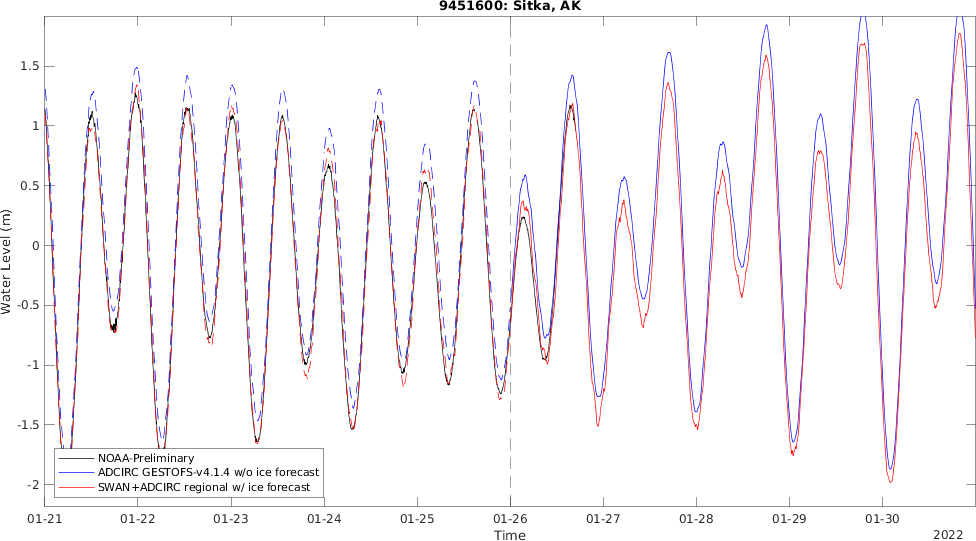 9451600: Sitka, AK
Water Level (m)
1.5
1
0.5
0
-0.5
-1
-1.5
-2
NOAA-Preliminary
ADCIRC GESTOFS-v4.1.4 w/o ice forecast
SWAN+ADCIRC regional w/ ice forecast
01-21 01-22 01-23 01-24 01-25 01-26 01-27 01-28 01-29 01-30
Time
2022